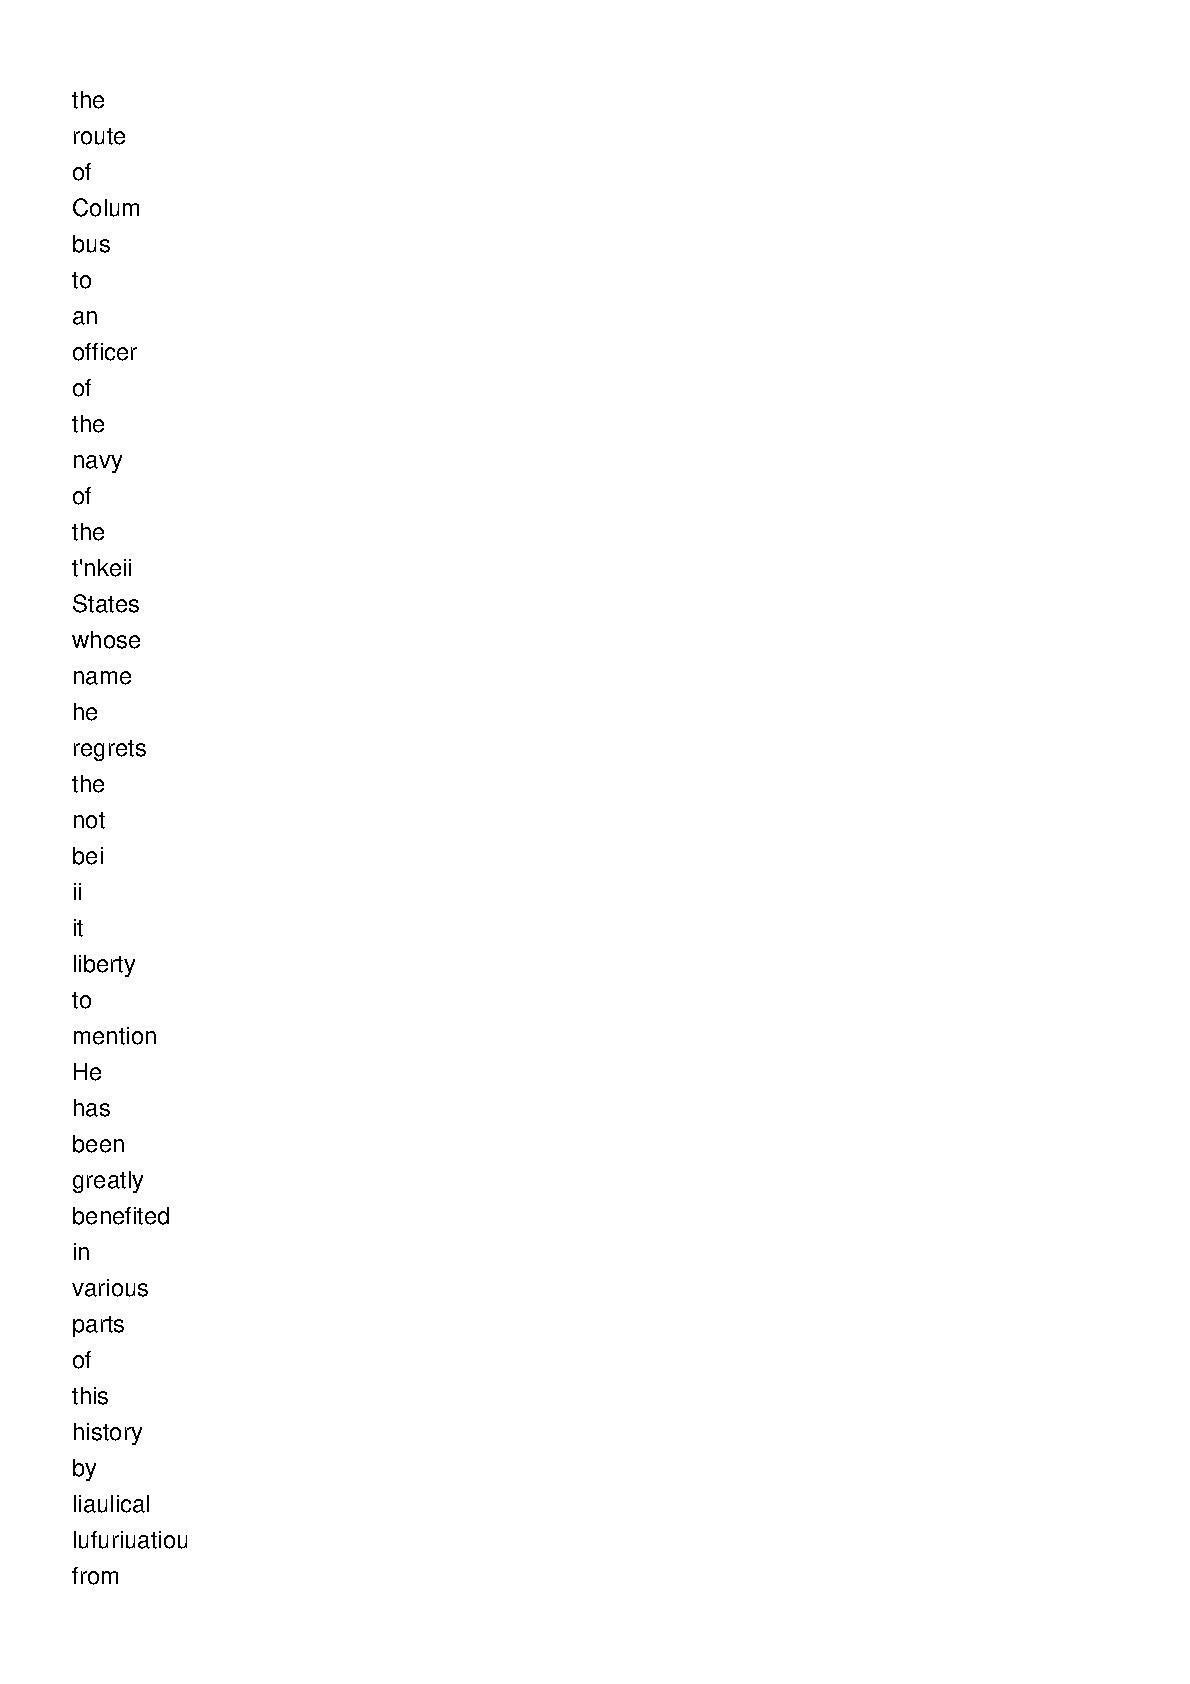 the
route
of
Colum
bus
to
an
officer
of
the
navy
of
the
t'nkeii
States
whose
name
he
regrets
the
not
bei
ii
it
liberty
to
mention
He
has
been
greatly
benefited
in
various
parts
of
this
history
by
liaulical
lufuriuatiou
from